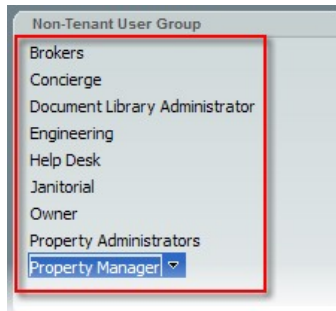 Non-Tenant User Group
Brokers
Concierge
Document Library Administrator
Engineering
Help Desk
Janitorial
Owner
Property Administrators
Property Manager